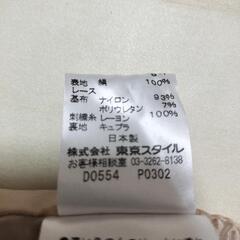 表地 綿 100%
レース
基布 ナイロン 93%
ポリウレタン 7%
刺繍糸 レーヨン 100%
裏地 キュプラ
日本製
株式会社 東京スタイル
お客様相談室 03-3262-8138
D0554 P0302